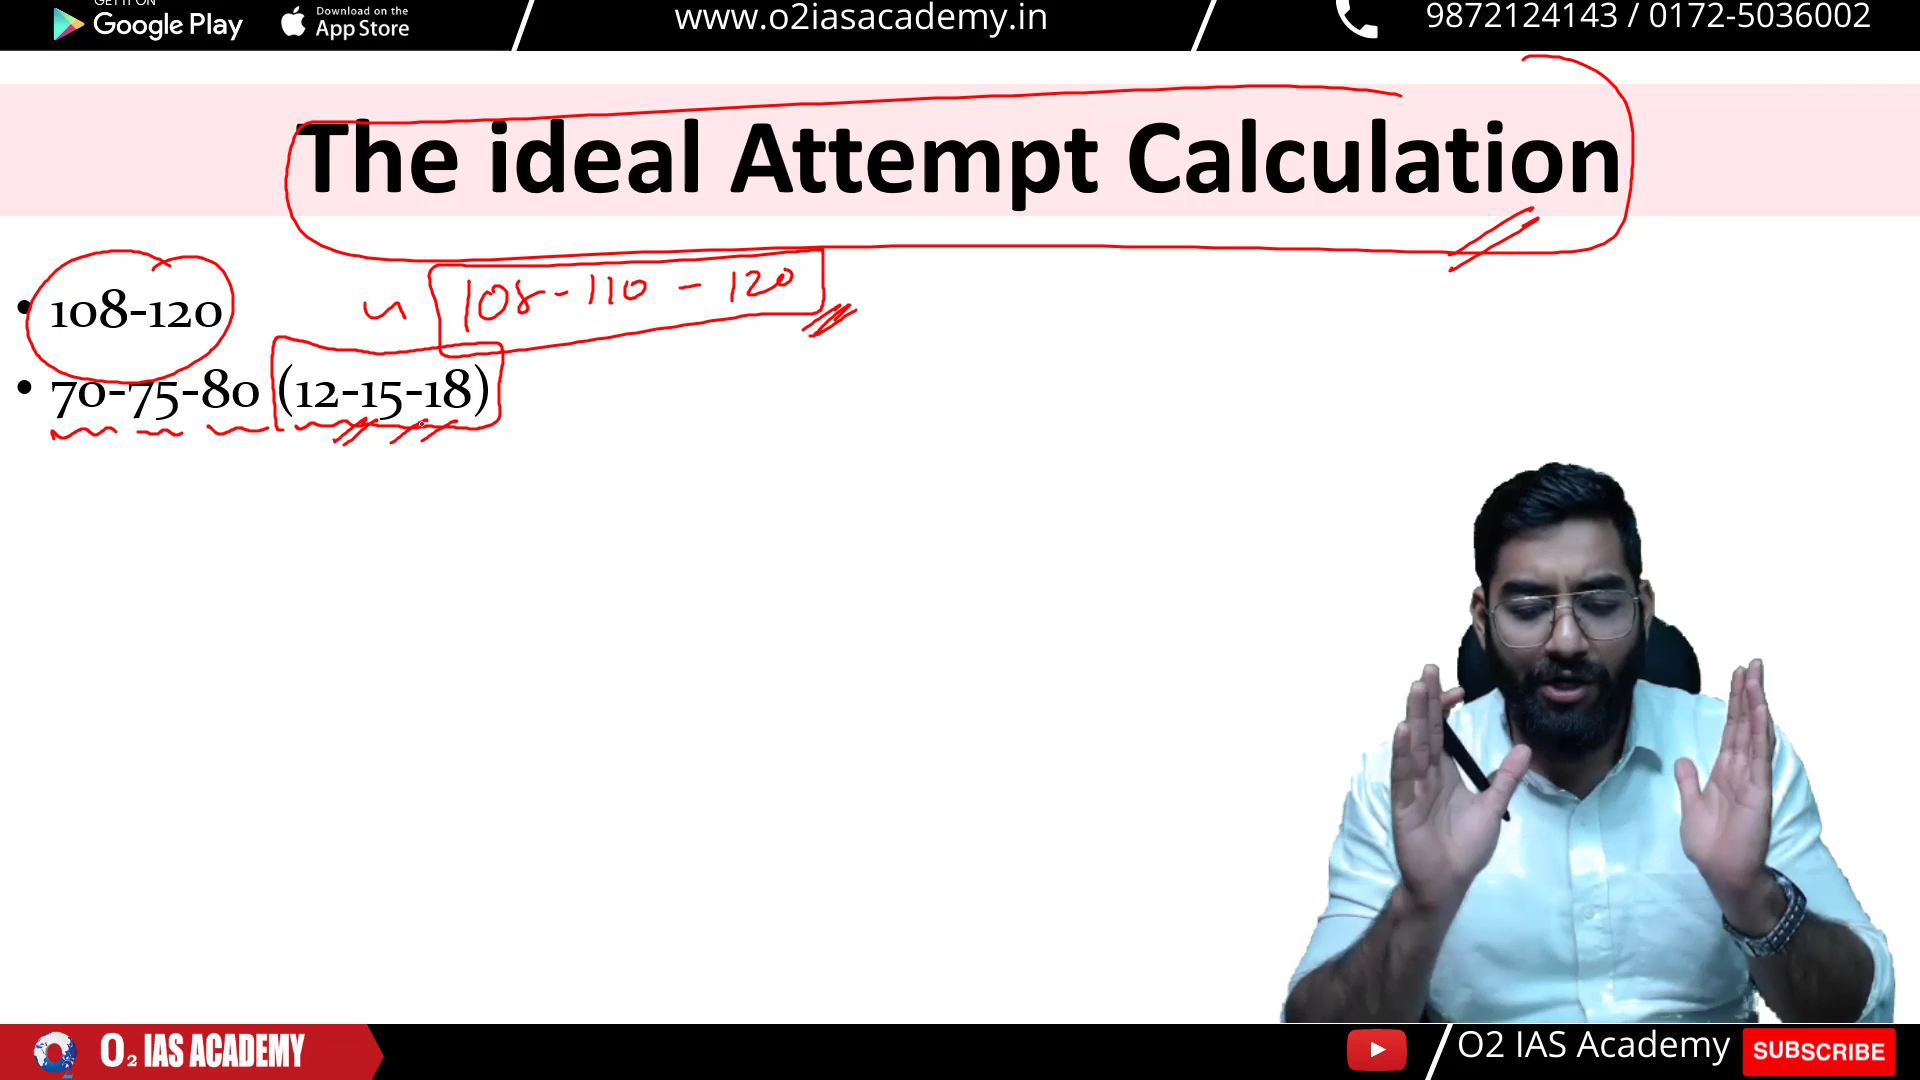 GET IT ON
Google Play
Download on the
App Store
www.o2iasacademy.in
9872124143 / 0172-5036002
The ideal Attempt Calculation
• 108-120
108-110-120
• 70-75-80 (12-15-18)
O2 IAS ACADEMY
O2 IAS Academy
SUBSCRIBE